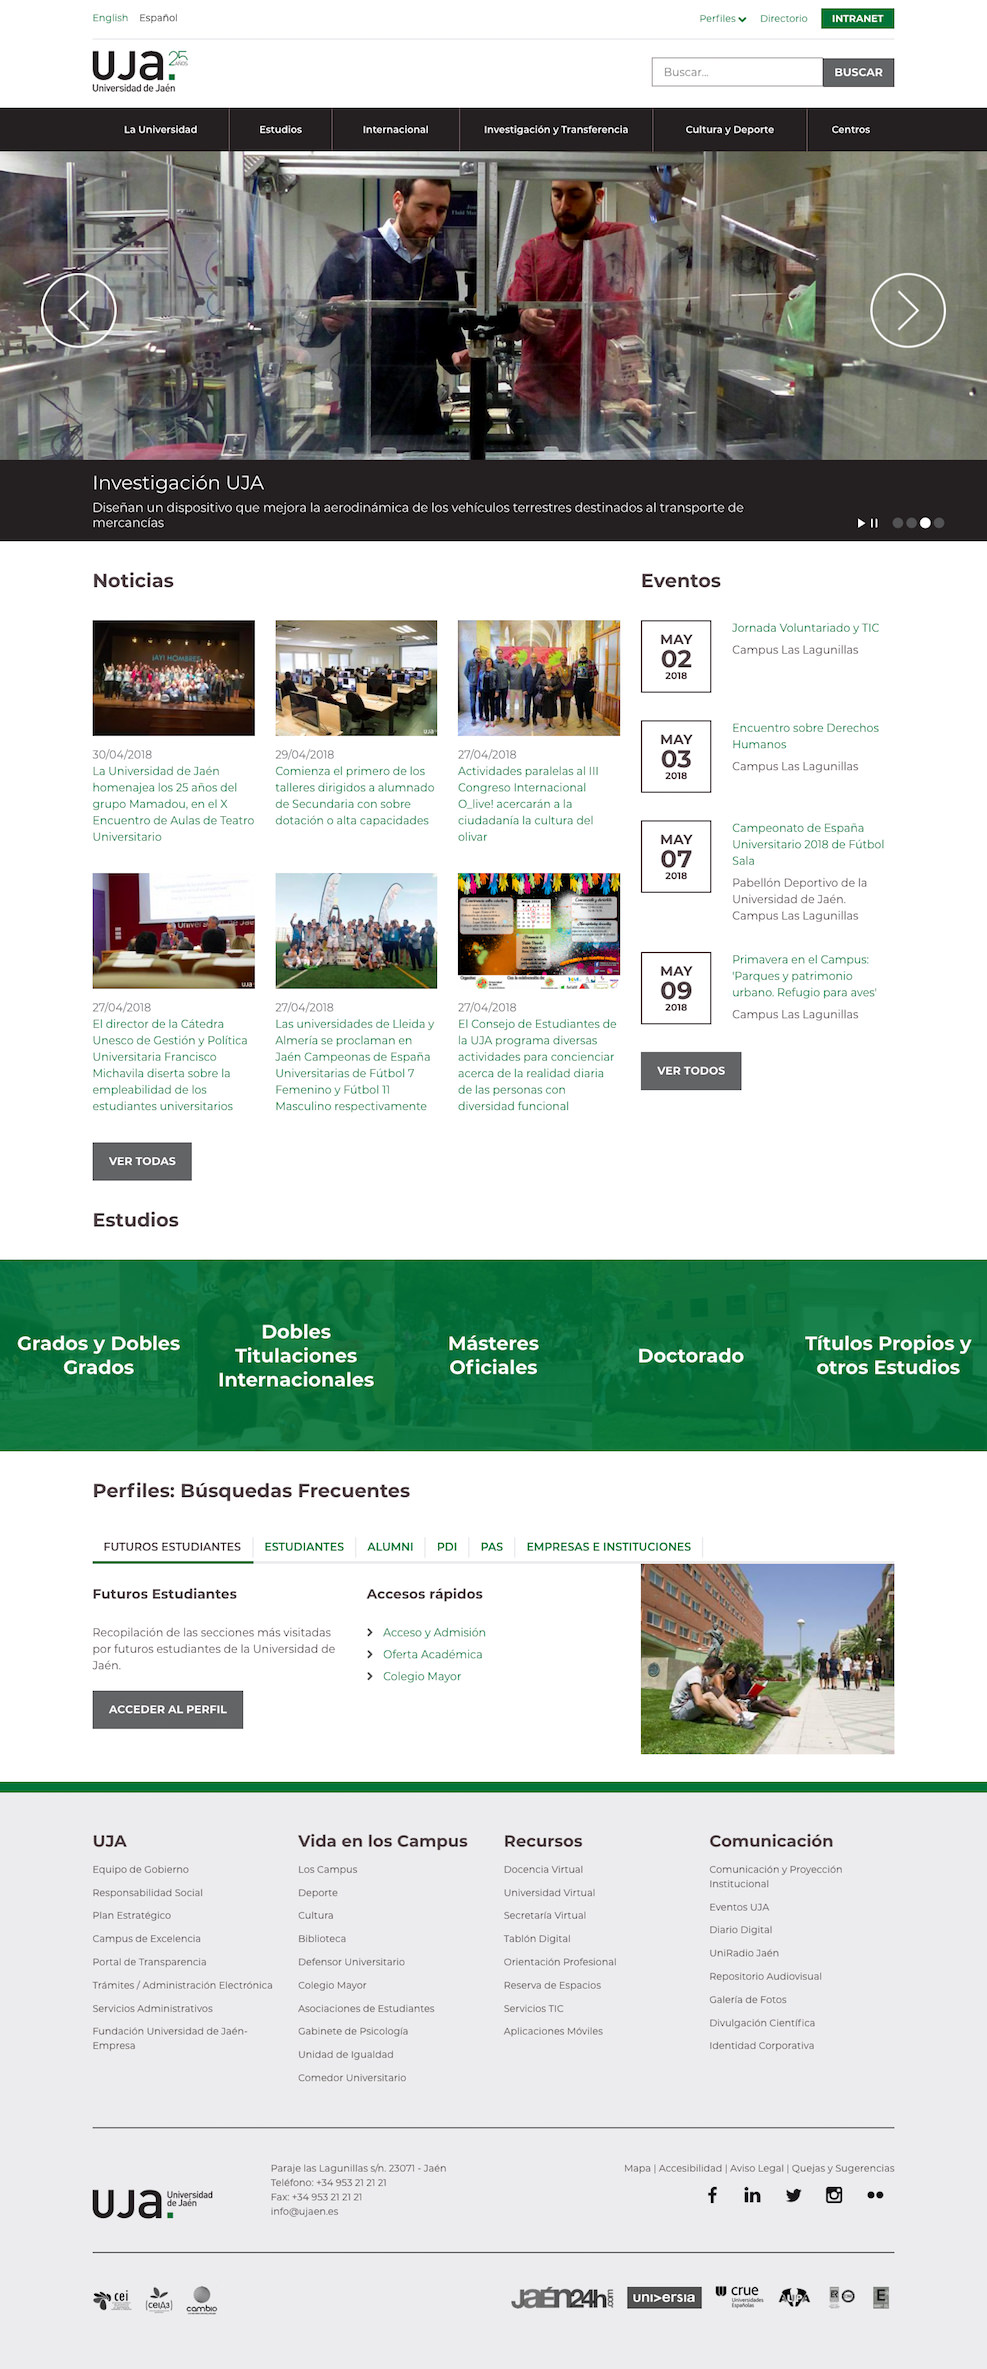 English Español
Perfiles Directorio INTRANET
uja. 25 AÑOS
Universidad de Jaén
Buscar... BUSCAR
La Universidad
Estudios
Internacional
Investigación y Transferencia
Cultura y Deporte
Centros
Investigación UJA
Diseñan un dispositivo que mejora la aerodinámica de los vehículos terrestres destinados al transporte de
mercancías
Noticias
30/04/2018
La Universidad de Jaén
homenajea los 25 años del
grupo Mamadou, en el X
Encuentro de Aulas de Teatro
Universitario
29/04/2018
Comienza el primero de los
talleres dirigidos a alumnado
de Secundaria con sobre
dotación o alta capacidades
27/04/2018
Actividades paralelas al III
Congreso Internacional
O_live! acercarán a la
ciudadanía la cultura del
olivar
27/04/2018
El director de la Cátedra
Unesco de Gestión y Política
Universitaria Francisco
Michavila diserta sobre la
empleabilidad de los
estudiantes universitarios
27/04/2018
Las universidades de Lleida y
Almería se proclaman en
Jaén Campeonas de España
Universitarias de Fútbol 7
Femenino y Fútbol 11
Masculino respectivamente
27/04/2018
El Consejo de Estudiantes de
la UJA programa diversas
actividades para concienciar
acerca de la realidad diaria
de las personas con
diversidad funcional
VER TODAS
Eventos
MAY
02
2018
Jornada Voluntariado y TIC
Campus Las Lagunillas
MAY
03
2018
Encuentro sobre Derechos
Humanos
Campus Las Lagunillas
MAY
07
2018
Campeonato de España
Universitario 2018 de Fútbol
Sala
Pabellón Deportivo de la
Universidad de Jaén.
Campus Las Lagunillas
MAY
09
2018
Primavera en el Campus:
'Parques y patrimonio
urbano. Refugio para aves'
Campus Las Lagunillas
VER TODOS
Estudios
Grados y Dobles
Grados
Dobles
Titulaciones
Internacionales
Másteres
Oficiales
Doctorado
Títulos Propios y
otros Estudios
Perfiles: Búsquedas Frecuentes
FUTUROS ESTUDIANTES
ESTUDIANTES
ALUMNI
PDI
PAS
EMPRESAS E INSTITUCIONES
Futuros Estudiantes
Recopilación de las secciones más visitadas
por futuros estudiantes de la Universidad de
Jaén.
ACCEDER AL PERFIL
Accesos rápidos
Acceso y Admisión
Oferta Académica
Colegio Mayor
UJA
Equipo de Gobierno
Responsabilidad Social
Plan Estratégico
Campus de Excelencia
Portal de Transparencia
Trámites / Administración Electrónica
Servicios Administrativos
Fundación Universidad de Jaén-
Empresa
Vida en los Campus
Los Campus
Deporte
Cultura
Biblioteca
Defensor Universitario
Colegio Mayor
Asociaciones de Estudiantes
Gabinete de Psicología
Unidad de Igualdad
Comedor Universitario
Recursos
Docencia Virtual
Universidad Virtual
Secretaría Virtual
Tablón Digital
Orientación Profesional
Reserva de Espacios
Servicios TIC
Aplicaciones Móviles
Comunicación
Comunicación y Proyección
Institucional
Eventos UJA
Diario Digital
UniRadio Jaén
Repositorio Audiovisual
Galería de Fotos
Divulgación Científica
Identidad Corporativa
uja. Universidad
de Jaén
Paraje las Lagunillas s/n. 23071 - Jaén
Teléfono: +34 953 21 21 21
Fax: +34 953 21 21 21
info@ujaen.es
Mapa | Accesibilidad | Aviso Legal | Quejas y Sugerencias
cei
ceiA3
cambio
jaén24h.com
universia
crue
Universidades
Españolas
AUPA
E